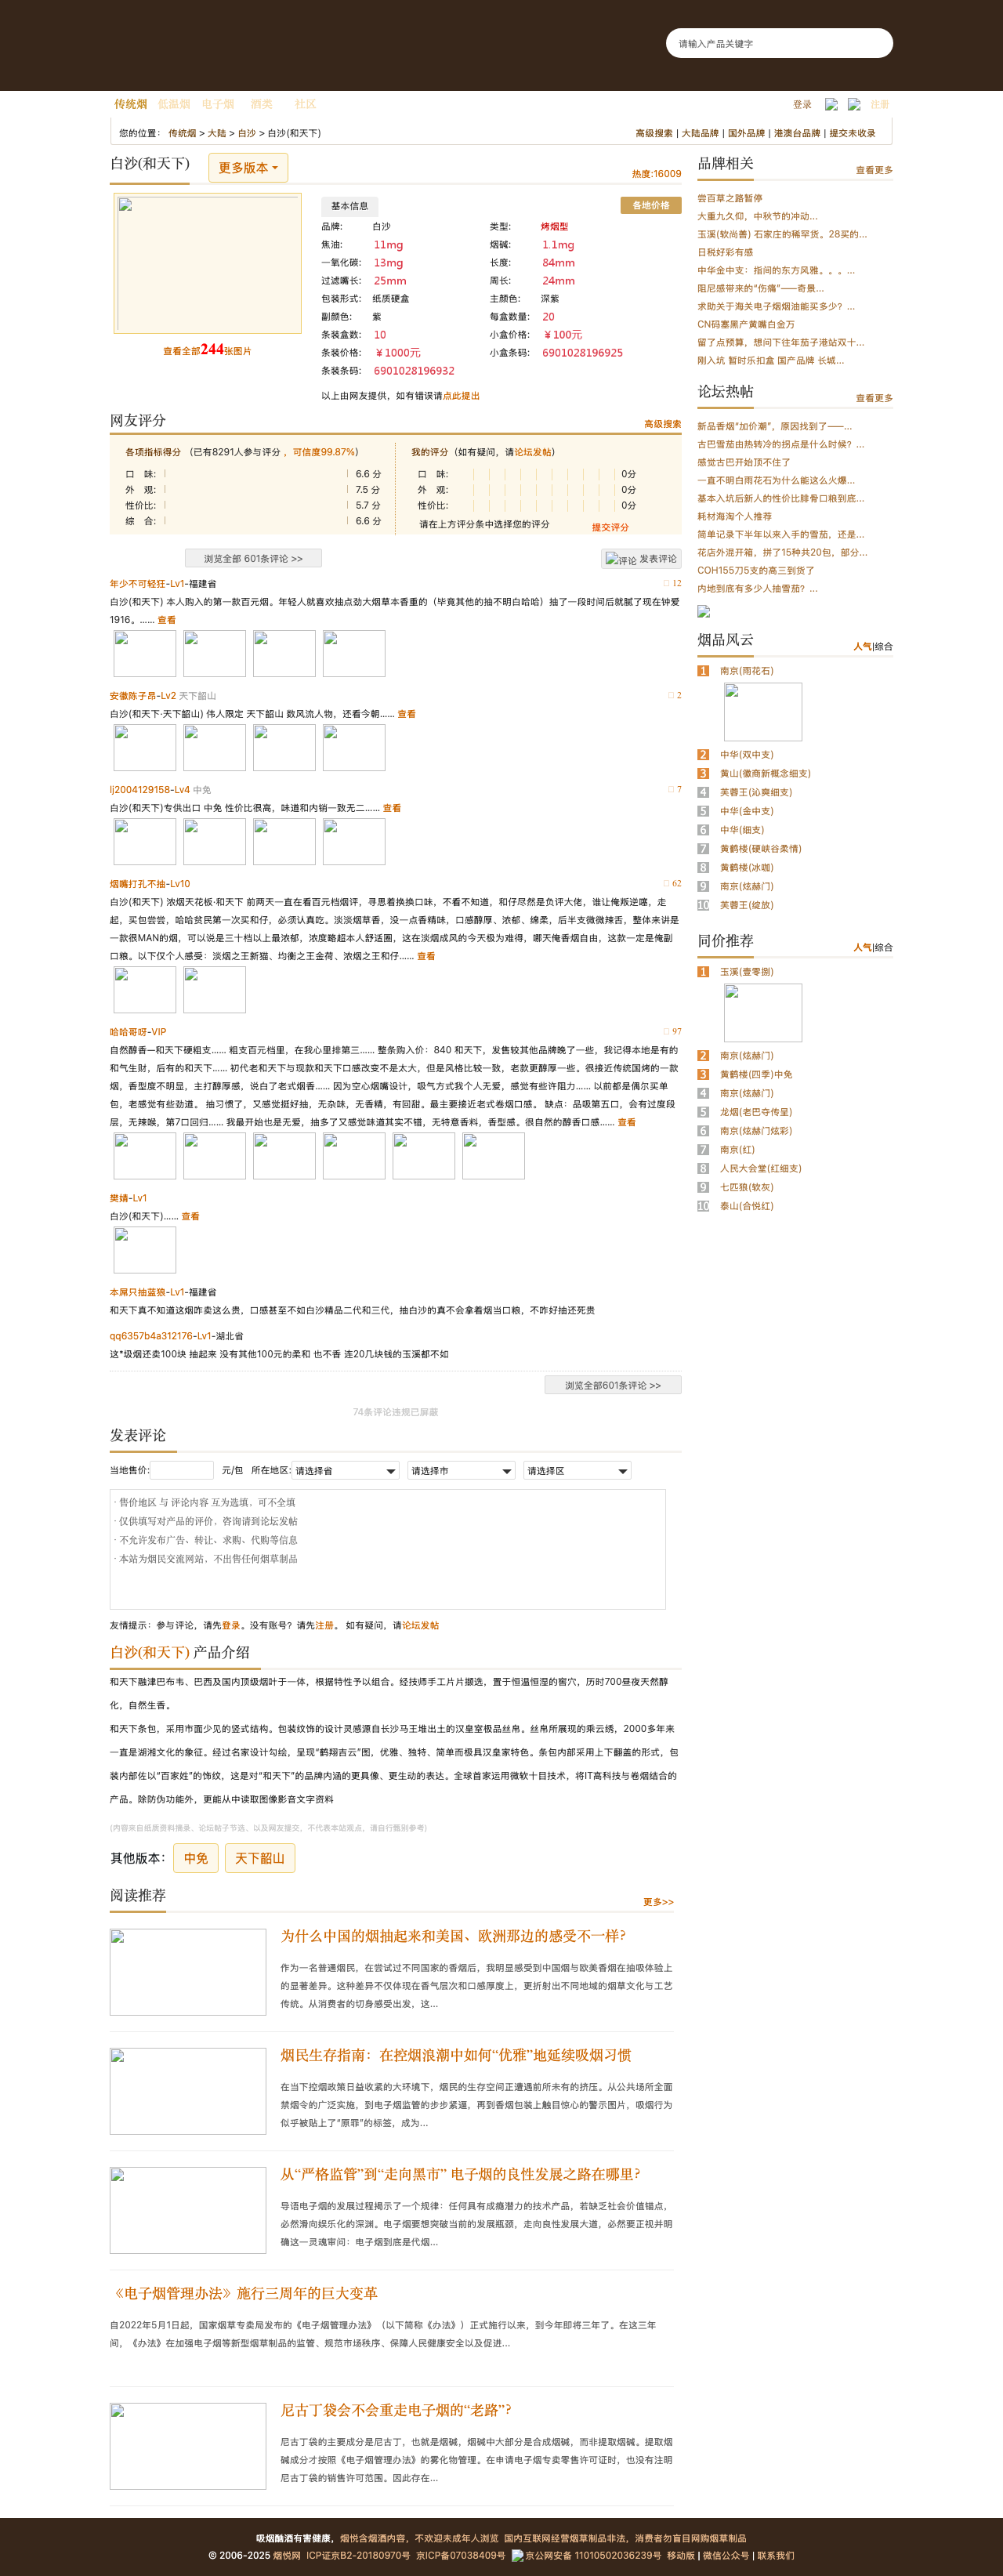 请输入产品关键字
传统烟 低温烟 电子烟 酒类 社区
登录 注册
您的位置： 传统烟 > 大陆 > 白沙 > 白沙(和天下)
高级搜索 | 大陆品牌 | 国外品牌 | 港澳台品牌 | 提交未收录
白沙(和天下) 更多版本
热度:16009
查看全部244张图片
基本信息
各地价格
品牌: 白沙 类型: 烤烟型
焦油: 11mg 烟碱: 1.1mg
一氧化碳: 13mg 长度: 84mm
过滤嘴长: 25mm 周长: 24mm
包装形式: 纸质硬盒 主颜色: 深紫
副颜色: 紫 每盒数量: 20
条装盒数: 10 小盒价格: ￥100元
条装价格: ￥1000元 小盒条码: 6901028196925
条装条码: 6901028196932
以上由网友提供，如有错误请点此提出
网友评分
高级搜索
各项指标得分 （已有8291人参与评分 ，可信度99.87%）
口 味: 6.6 分
外 观: 7.5 分
性价比: 5.7 分
综 合: 6.6 分
我的评分（如有疑问，请论坛发帖）
口 味: 0分
外 观: 0分
性价比: 0分
请在上方评分条中选择您的评分 提交评分
浏览全部 601条评论 >>
评论 发表评论
年少不可轻狂-Lv1-福建省 12
白沙(和天下) 本人购入的第一款百元烟。年轻人就喜欢抽点劲大烟草本香重的（毕竟其他的抽不明白哈哈）抽了一段时间后就腻了现在钟爱
1916。...... 查看
安徽陈子昂-Lv2 天下韶山 2
白沙(和天下·天下韶山) 伟人限定 天下韶山 数风流人物，还看今朝...... 查看
lj2004129158-Lv4 中免 7
白沙(和天下)专供出口 中免 性价比很高，味道和内销一致无二...... 查看
烟嘴打孔不抽-Lv10 62
白沙(和天下) 浓烟天花板·和天下 前两天一直在看百元档烟评，寻思着换换口味，不看不知道，和仔尽然是负评大佬，谁让俺叛逆噻，走
起，买包尝尝，哈哈贫民第一次买和仔，必须认真吃。淡淡烟草香，没一点香精味，口感醇厚、浓郁、绵柔，后半支微微辣舌，整体来讲是
一款很MAN的烟，可以说是三十档以上最浓郁，浓度略超本人舒适圈，这在淡烟成风的今天极为难得，哪天俺香烟自由，这款一定是俺副
口粮。以下仅个人感受：淡烟之王新猫、均衡之王金荷、浓烟之王和仔...... 查看
哈哈哥呀-VIP 97
自然醇香—和天下硬粗支...... 粗支百元档里，在我心里排第三...... 整条购入价：840 和天下，发售较其他品牌晚了一些，我记得本地是有的
和气生财，后有的和天下...... 初代老和天下与现款和天下口感改变不是太大，但是风格比较一致，老款更醇厚一些。很接近传统国烤的一款
烟，香型度不明显，主打醇厚感，说白了老式烟香...... 因为空心烟嘴设计，吸气方式我个人无爱，感觉有些许阻力...... 以前都是偶尔买单
包，老感觉有些劲道。 抽习惯了，又感觉挺好抽，无杂味，无香精，有回甜。最主要接近老式卷烟口感。 缺点：品吸第五口，会有过度段
层，无辣喉，第7口回归...... 我最开始也是无爱，抽多了又感觉味道其实不错，无特意香料，香型感。很自然的醇香口感...... 查看
樊婧-Lv1
白沙(和天下)...... 查看
本屌只抽蓝狼-Lv1-福建省
和天下真不知道这烟咋卖这么贵，口感甚至不如白沙精品二代和三代，抽白沙的真不会拿着烟当口粮，不咋好抽还死贵
qq6357b4a312176-Lv1-湖北省
这*圾烟还卖100块 抽起来 没有其他100元的柔和 也不香 连20几块钱的玉溪都不如
浏览全部601条评论 >>
74条评论违规已屏蔽
发表评论
当地售价: 元/包 所在地区: 请选择省 请选择市 请选择区
· 售价地区 与 评论内容 互为选填，可不全填
· 仅供填写对产品的评价，咨询请到论坛发帖
· 不允许发布广告、转让、求购、代购等信息
· 本站为烟民交流网站，不出售任何烟草制品
友情提示：参与评论，请先登录。没有账号？请先注册。 如有疑问，请论坛发帖
白沙(和天下) 产品介绍
和天下融津巴布韦、巴西及国内顶级烟叶于一体，根据特性予以组合。经技师手工片片撷选，置于恒温恒湿的窖穴，历时700昼夜天然醇
化，自然生香。
和天下条包，采用市面少见的竖式结构。包装纹饰的设计灵感源自长沙马王堆出土的汉皇室极品丝帛。丝帛所展现的乘云绣，2000多年来
一直是湖湘文化的象征。经过名家设计勾绘，呈现“鹤翔吉云”图，优雅、独特、简单而极具汉皇家特色。条包内部采用上下翻盖的形式，包
装内部佐以“百家姓”的饰纹，这是对“和天下”的品牌内涵的更具像、更生动的表达。全球首家运用微软十目技术，将IT高科技与卷烟结合的
产品。除防伪功能外，更能从中读取图像影音文字资料
(内容来自纸质资料摘录、论坛帖子节选，以及网友提交，不代表本站观点，请自行甄别参考)
其他版本： 中免 天下韶山
阅读推荐
更多>>
为什么中国的烟抽起来和美国、欧洲那边的感受不一样？
作为一名普通烟民，在尝试过不同国家的香烟后，我明显感受到中国烟与欧美香烟在抽吸体验上
的显著差异。这种差异不仅体现在香气层次和口感厚度上，更折射出不同地域的烟草文化与工艺
传统。从消费者的切身感受出发，这...
烟民生存指南：在控烟浪潮中如何“优雅”地延续吸烟习惯
在当下控烟政策日益收紧的大环境下，烟民的生存空间正遭遇前所未有的挤压。从公共场所全面
禁烟令的广泛实施，到电子烟监管的步步紧逼，再到香烟包装上触目惊心的警示图片，吸烟行为
似乎被贴上了“原罪”的标签，成为...
从“严格监管”到“走向黑市” 电子烟的良性发展之路在哪里？
导语电子烟的发展过程揭示了一个规律：任何具有成瘾潜力的技术产品，若缺乏社会价值锚点，
必然滑向娱乐化的深渊。电子烟要想突破当前的发展瓶颈，走向良性发展大道，必然要正视并明
确这一灵魂审问：电子烟到底是代烟...
《电子烟管理办法》施行三周年的巨大变革
自2022年5月1日起，国家烟草专卖局发布的《电子烟管理办法》（以下简称《办法》）正式施行以来，到今年即将三年了。在这三年
间，《办法》在加强电子烟等新型烟草制品的监管、规范市场秩序、保障人民健康安全以及促进...
尼古丁袋会不会重走电子烟的“老路”？
尼古丁袋的主要成分是尼古丁，也就是烟碱，烟碱中大部分是合成烟碱，而非提取烟碱。提取烟
碱成分才按照《电子烟管理办法》的雾化物管理。在申请电子烟专卖零售许可证时，也没有注明
尼古丁袋的销售许可范围。因此存在...
品牌相关
查看更多
尝百草之路暂停
大重九久仰，中秋节的冲动...
玉溪(软尚善) 石家庄的稀罕货。28买的...
日税好彩有感
中华金中支：指间的东方风雅。。。...
阻尼感带来的“伤痛”——奇景...
求助关于海关电子烟烟油能买多少？...
CN码塞黑产黄嘴白金万
留了点预算，想问下往年茄子港站双十...
刚入坑 暂时乐扣盒 国产品牌 长城...
论坛热帖
查看更多
新品香烟“加价潮”，原因找到了——...
古巴雪茄由热转冷的拐点是什么时候？...
感觉古巴开始顶不住了
一直不明白雨花石为什么能这么火爆...
基本入坑后新人的性价比腓骨口粮到底...
耗材海淘个人推荐
简单记录下半年以来入手的雪茄，还是...
花店外混开箱，拼了15种共20包，部分...
COH155刀5支的高三到货了
内地到底有多少人抽雪茄？...
烟品风云
人气|综合
1 南京(雨花石)
2 中华(双中支)
3 黄山(徽商新概念细支)
4 芙蓉王(沁爽细支)
5 中华(金中支)
6 中华(细支)
7 黄鹤楼(硬峡谷柔情)
8 黄鹤楼(冰咖)
9 南京(炫赫门)
10 芙蓉王(绽放)
同价推荐
人气|综合
1 玉溪(壹零捌)
2 南京(炫赫门)
3 黄鹤楼(四季)中免
4 南京(炫赫门)
5 龙烟(老巴夺传呈)
6 南京(炫赫门炫彩)
7 南京(红)
8 人民大会堂(红细支)
9 七匹狼(软灰)
10 泰山(合悦红)
吸烟酗酒有害健康，烟悦含烟酒内容，不欢迎未成年人浏览 国内互联网经营烟草制品非法，消费者勿盲目网购烟草制品
© 2006-2025 烟悦网 ICP证京B2-20180970号 京ICP备07038409号 京公网安备 11010502036239号 移动版 | 微信公众号 | 联系我们